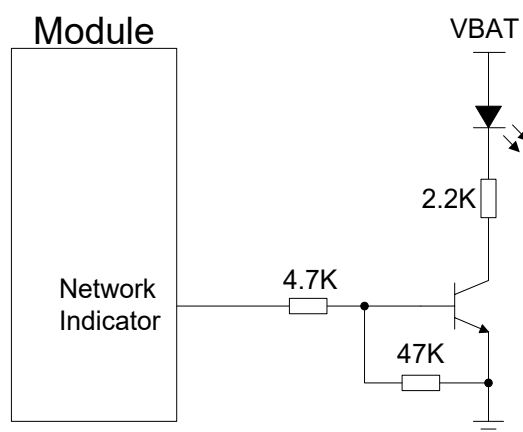 Module
VBAT
2.2K
4.7K
Network
Indicator
47K